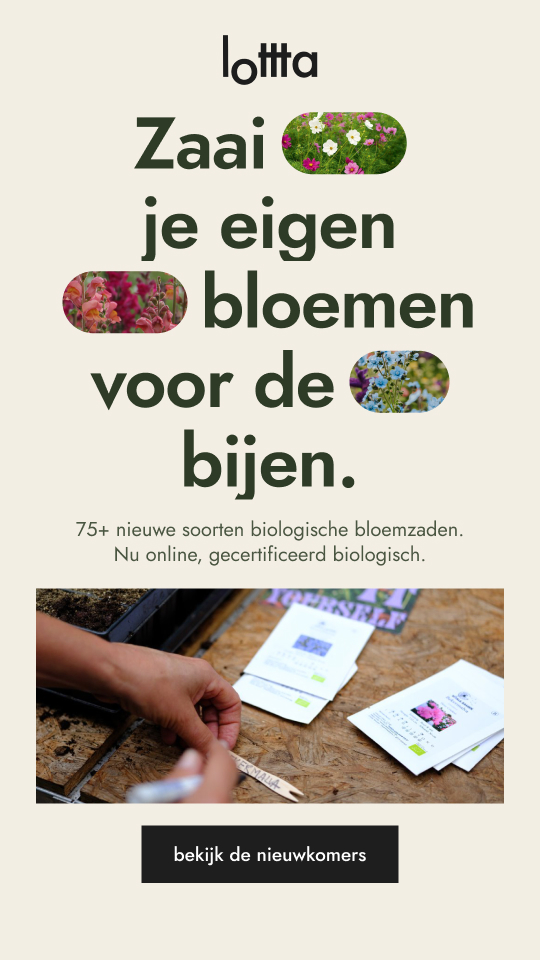 lottta
Zaai
je eigen
bloemen
voor de
bijen.
75+ nieuwe soorten biologische bloemzaden.
Nu online, gecertificeerd biologisch.
YOURSELF
bekijk de nieuwkomers